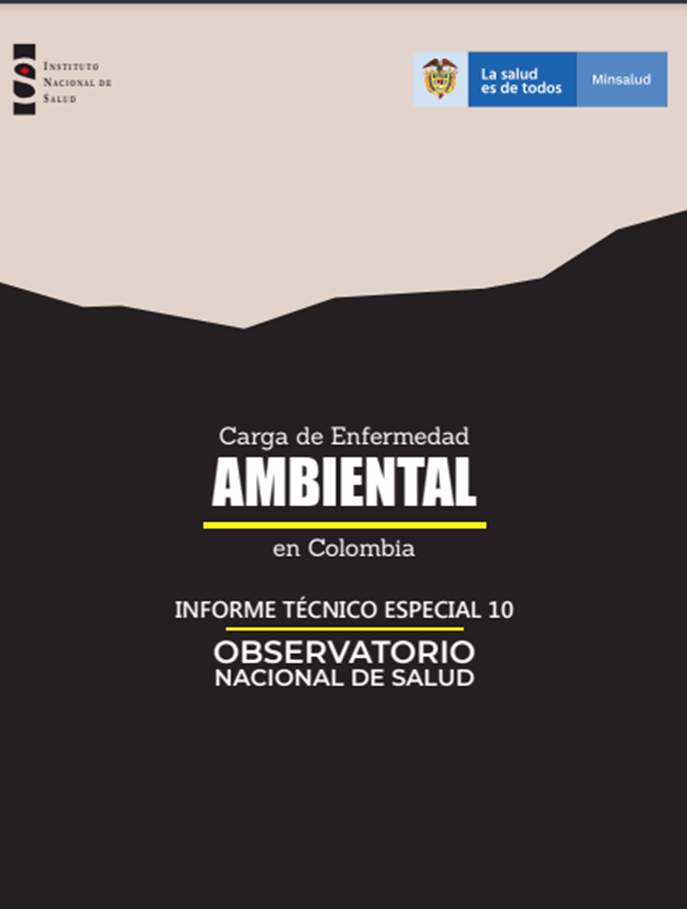 INSTITUTO
NACIONAL DE
SALUD
La salud
es de todos
Minsalud
Carga de Enfermedad
AMBIENTAL
en Colombia
INFORME TÉCNICO ESPECIAL 10
OBSERVATORIO
NACIONAL DE SALUD